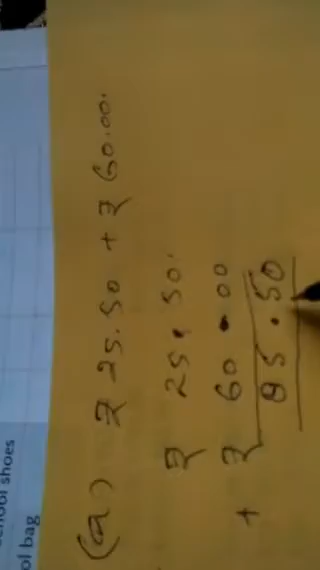 (a) ₹ 25.50 + ₹ 60.00.
₹ 25.50.
+ ₹ 60.00
85.50
school shoes
ol bag